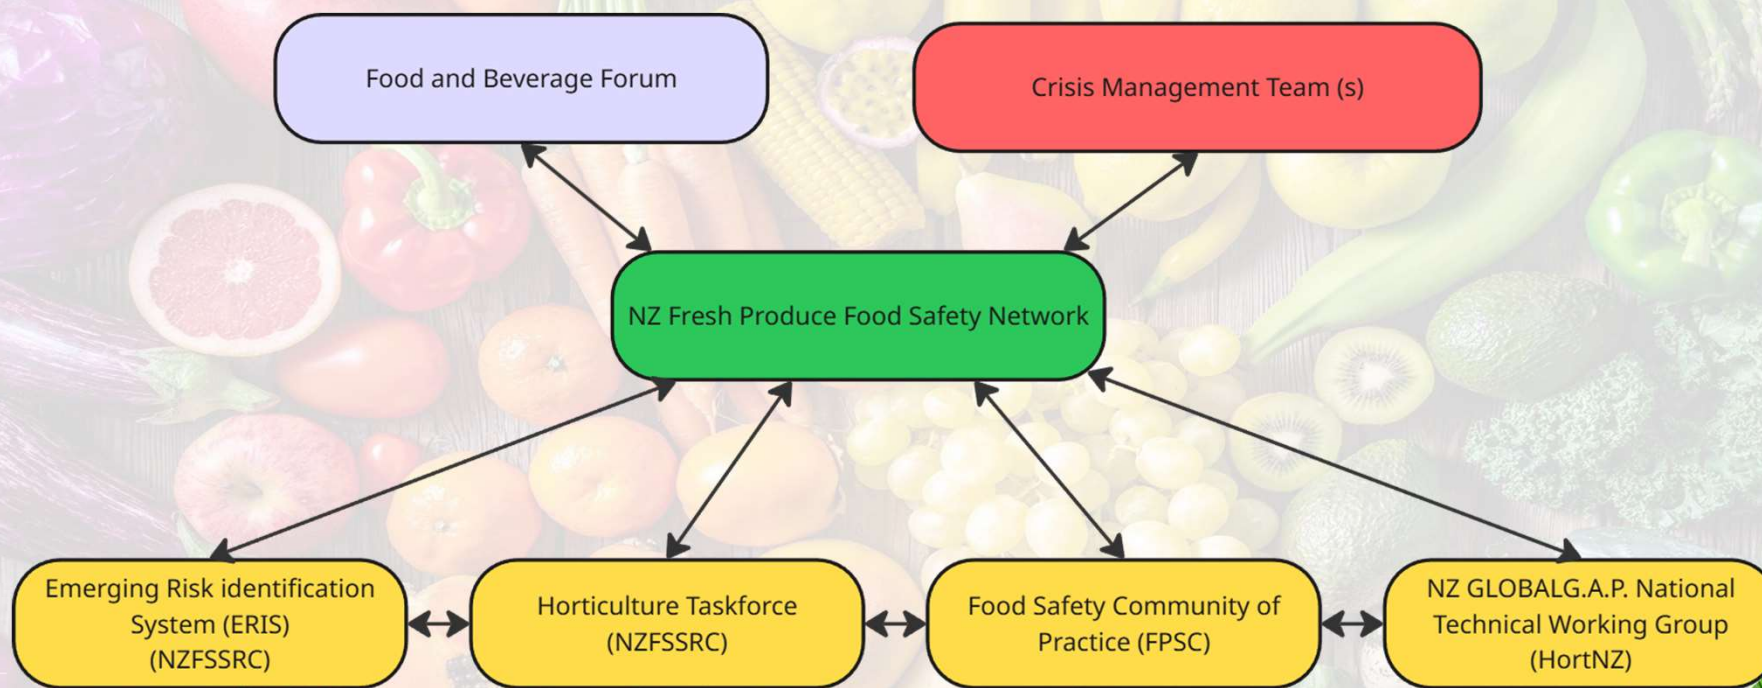 Food and Beverage Forum
Crisis Management Team (s)
NZ Fresh Produce Food Safety Network
Emerging Risk identification
System (ERIS)
(NZFSSRC)
Horticulture Taskforce
(NZFSSRC)
Food Safety Community of
Practice (FPSC)
NZ GLOBALG.A.P. National
Technical Working Group
(HortNZ)